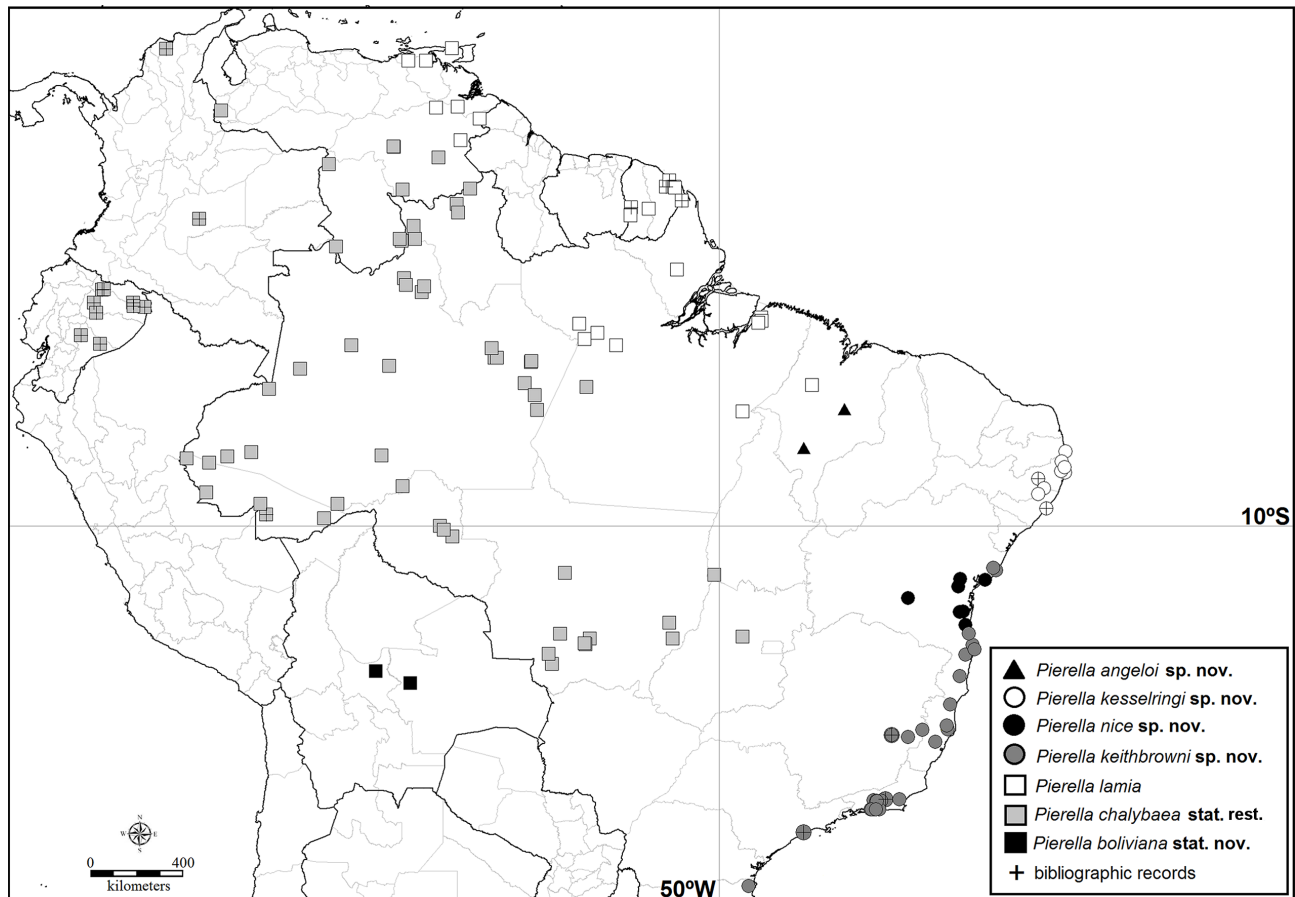 10ºS
Pierella angeloi sp. nov.
Pierella kesselringi sp. nov.
Pierella nice sp. nov.
Pierella keithbrowni sp. nov.
Pierella lamia
Pierella chalybaea stat. rest.
Pierella boliviana stat. nov.
+ bibliographic records
N
W E
S
0 400
kilometers
50ºW